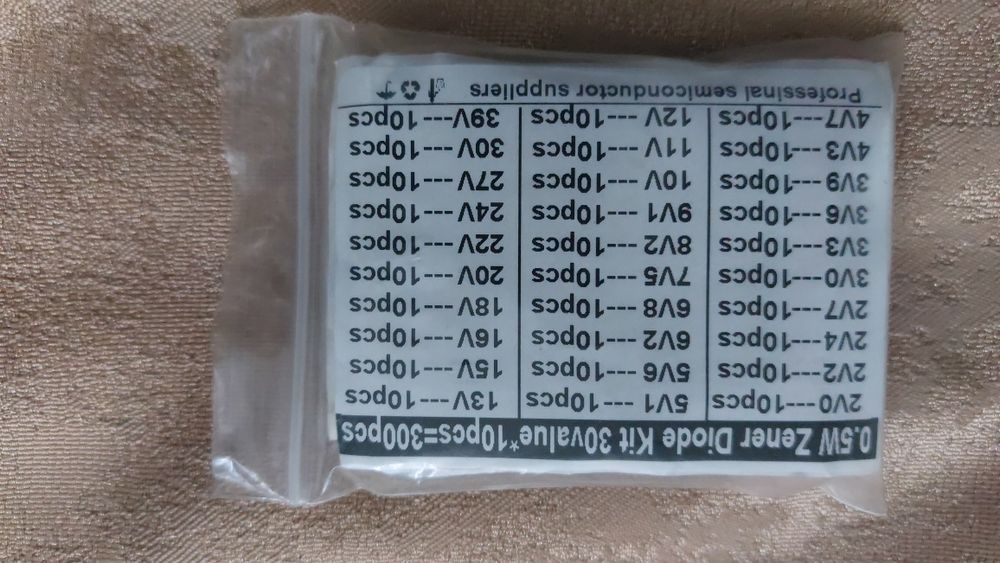 0.5W Zener Diode Kit 30value*10pcs=300pcs
2V0---10pcs 5V1 ---10pcs 13V---10pcs
2V2---10pcs 5V6 ---10pcs 15V---10pcs
2V4---10pcs 6V2 ---10pcs 16V---10pcs
2V7---10pcs 6V8 ---10pcs 18V---10pcs
3V0---10pcs 7V5 ---10pcs 20V---10pcs
3V3---10pcs 8V2 ---10pcs 22V---10pcs
3V6---10pcs 9V1 ---10pcs 24V---10pcs
3V9---10pcs 10V ---10pcs 27V---10pcs
4V3---10pcs 11V ---10pcs 30V---10pcs
4V7---10pcs 12V ---10pcs 39V---10pcs
Professinal semiconductor suppliers